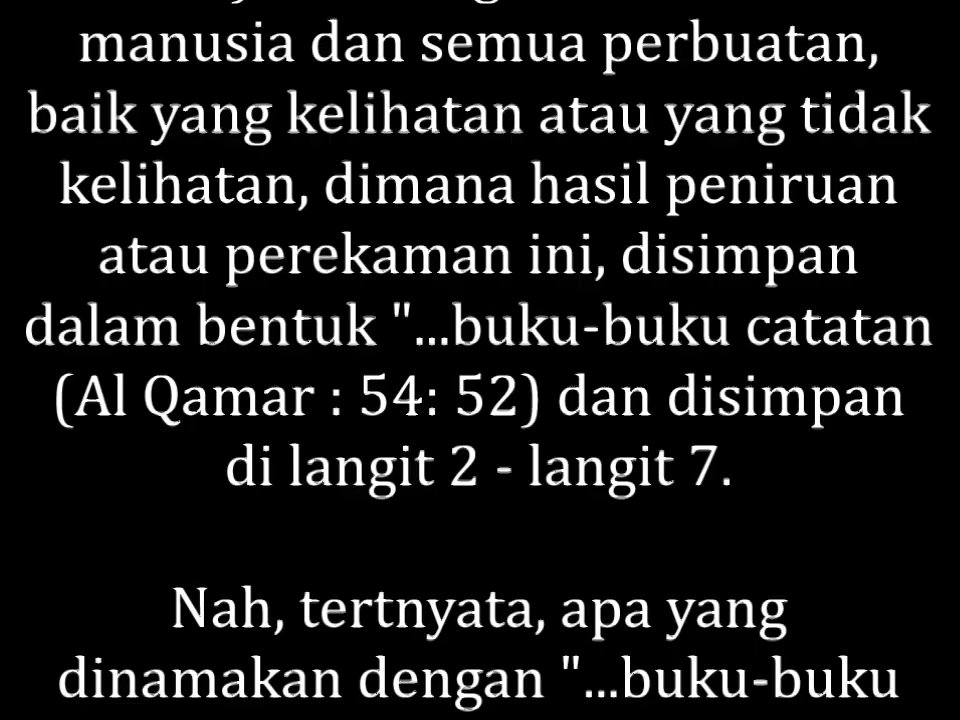 manusia dan semua perbuatan,
baik yang kelihatan atau yang tidak
kelihatan, dimana hasil peniruan
atau perekaman ini, disimpan
dalam bentuk "...buku-buku catatan
(Al Qamar : 54: 52) dan disimpan
di langit 2 - langit 7.
Nah, tertnyata, apa yang
dinamakan dengan "...buku-buku